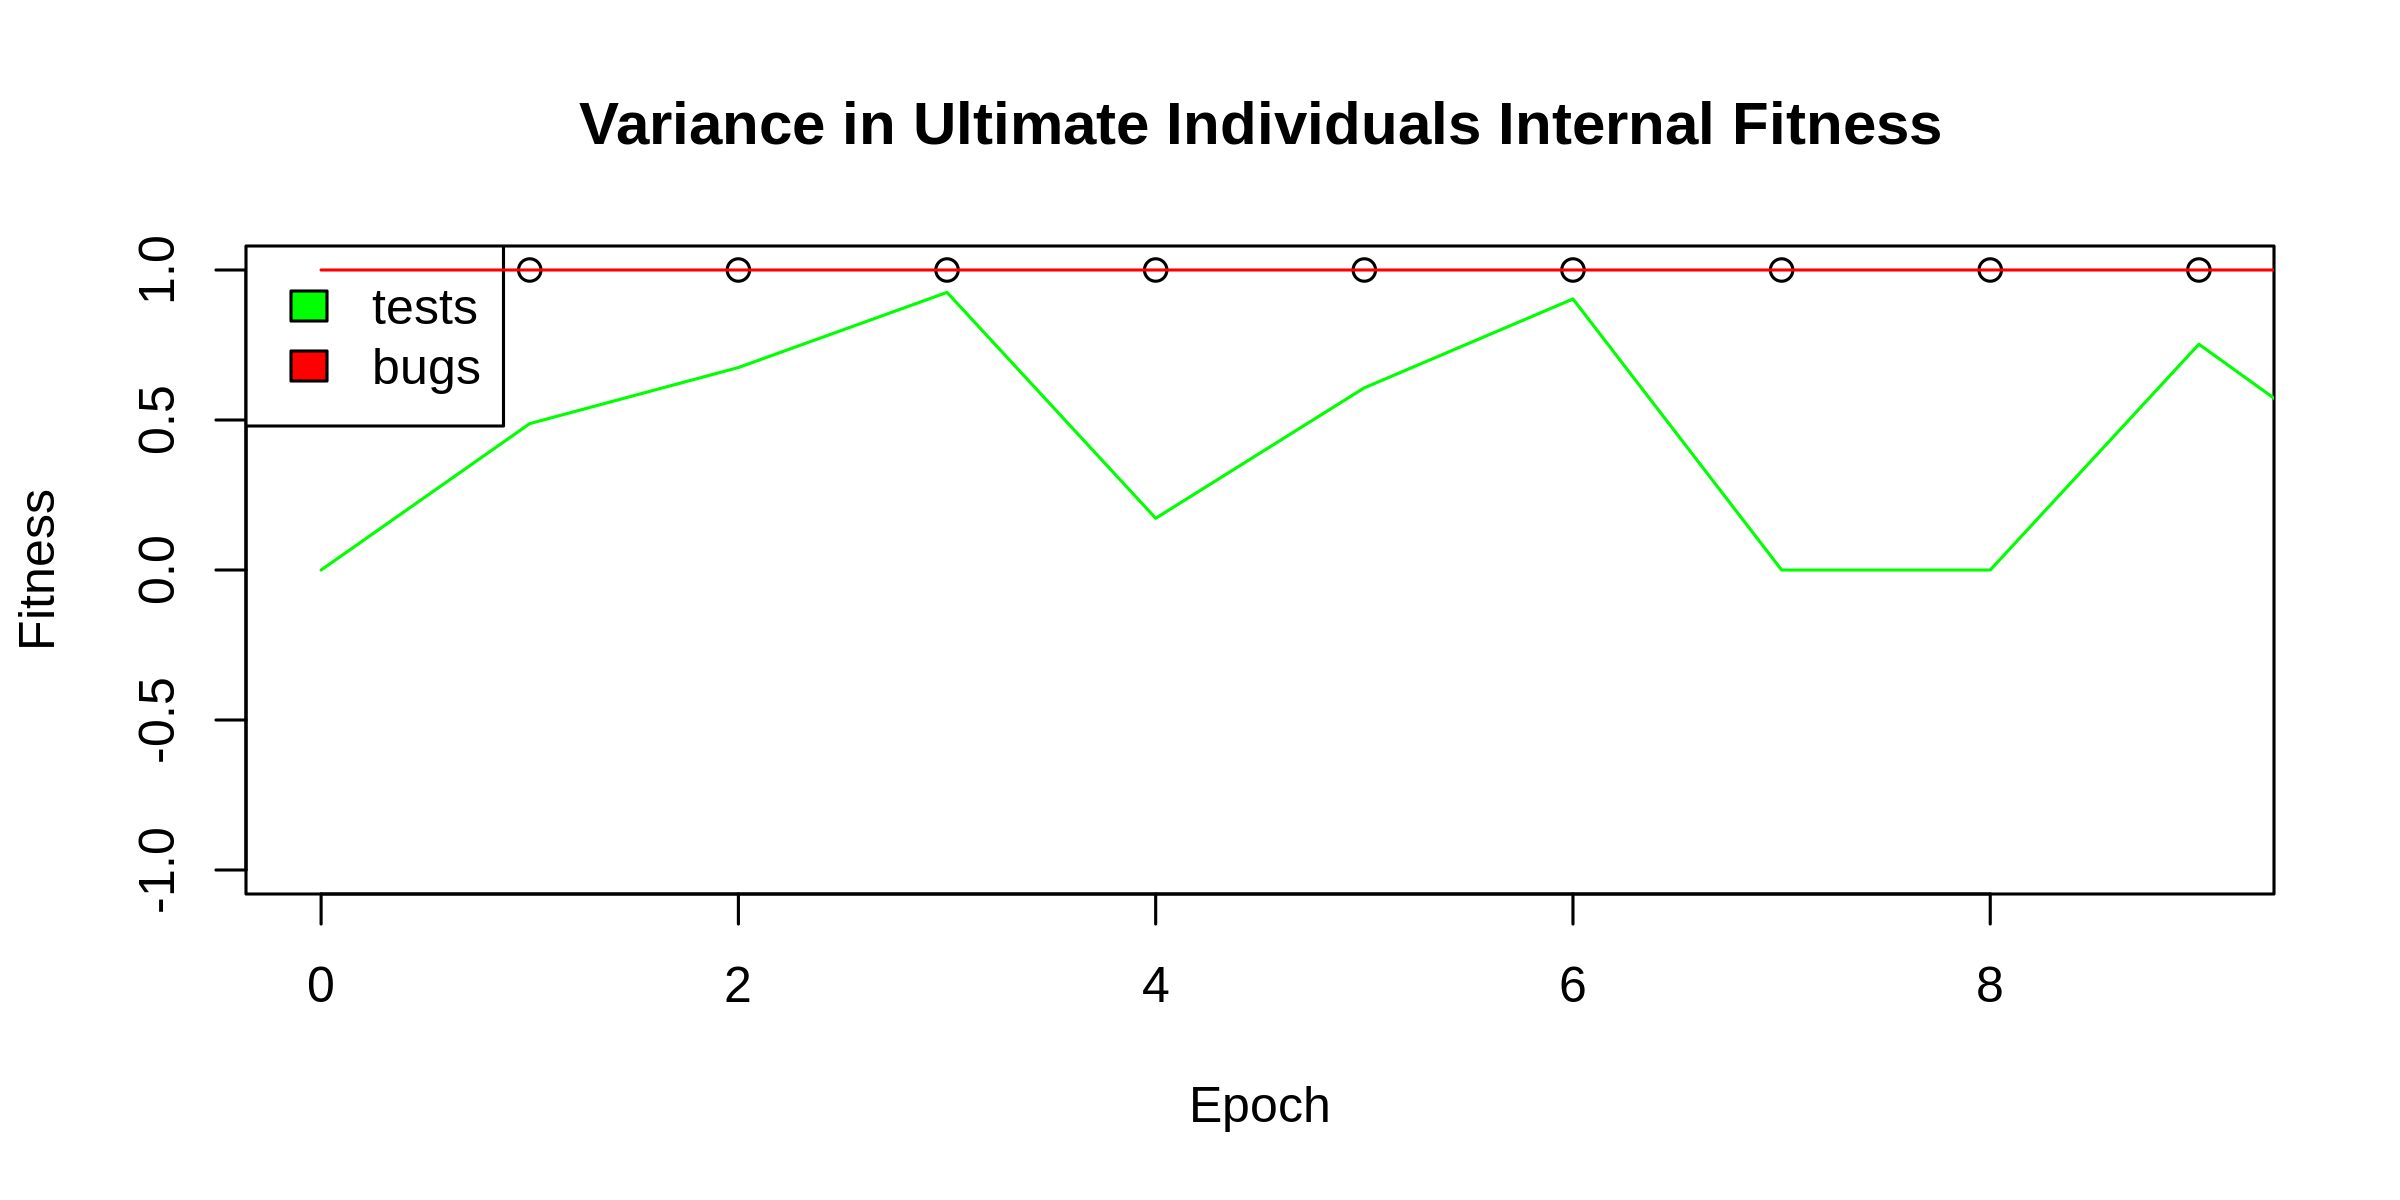 Variance in Ultimate Individuals Internal Fitness
tests
bugs
1.0
0.5
0.0
-0.5
-1.0
Fitness
0 2 4 6 8
Epoch